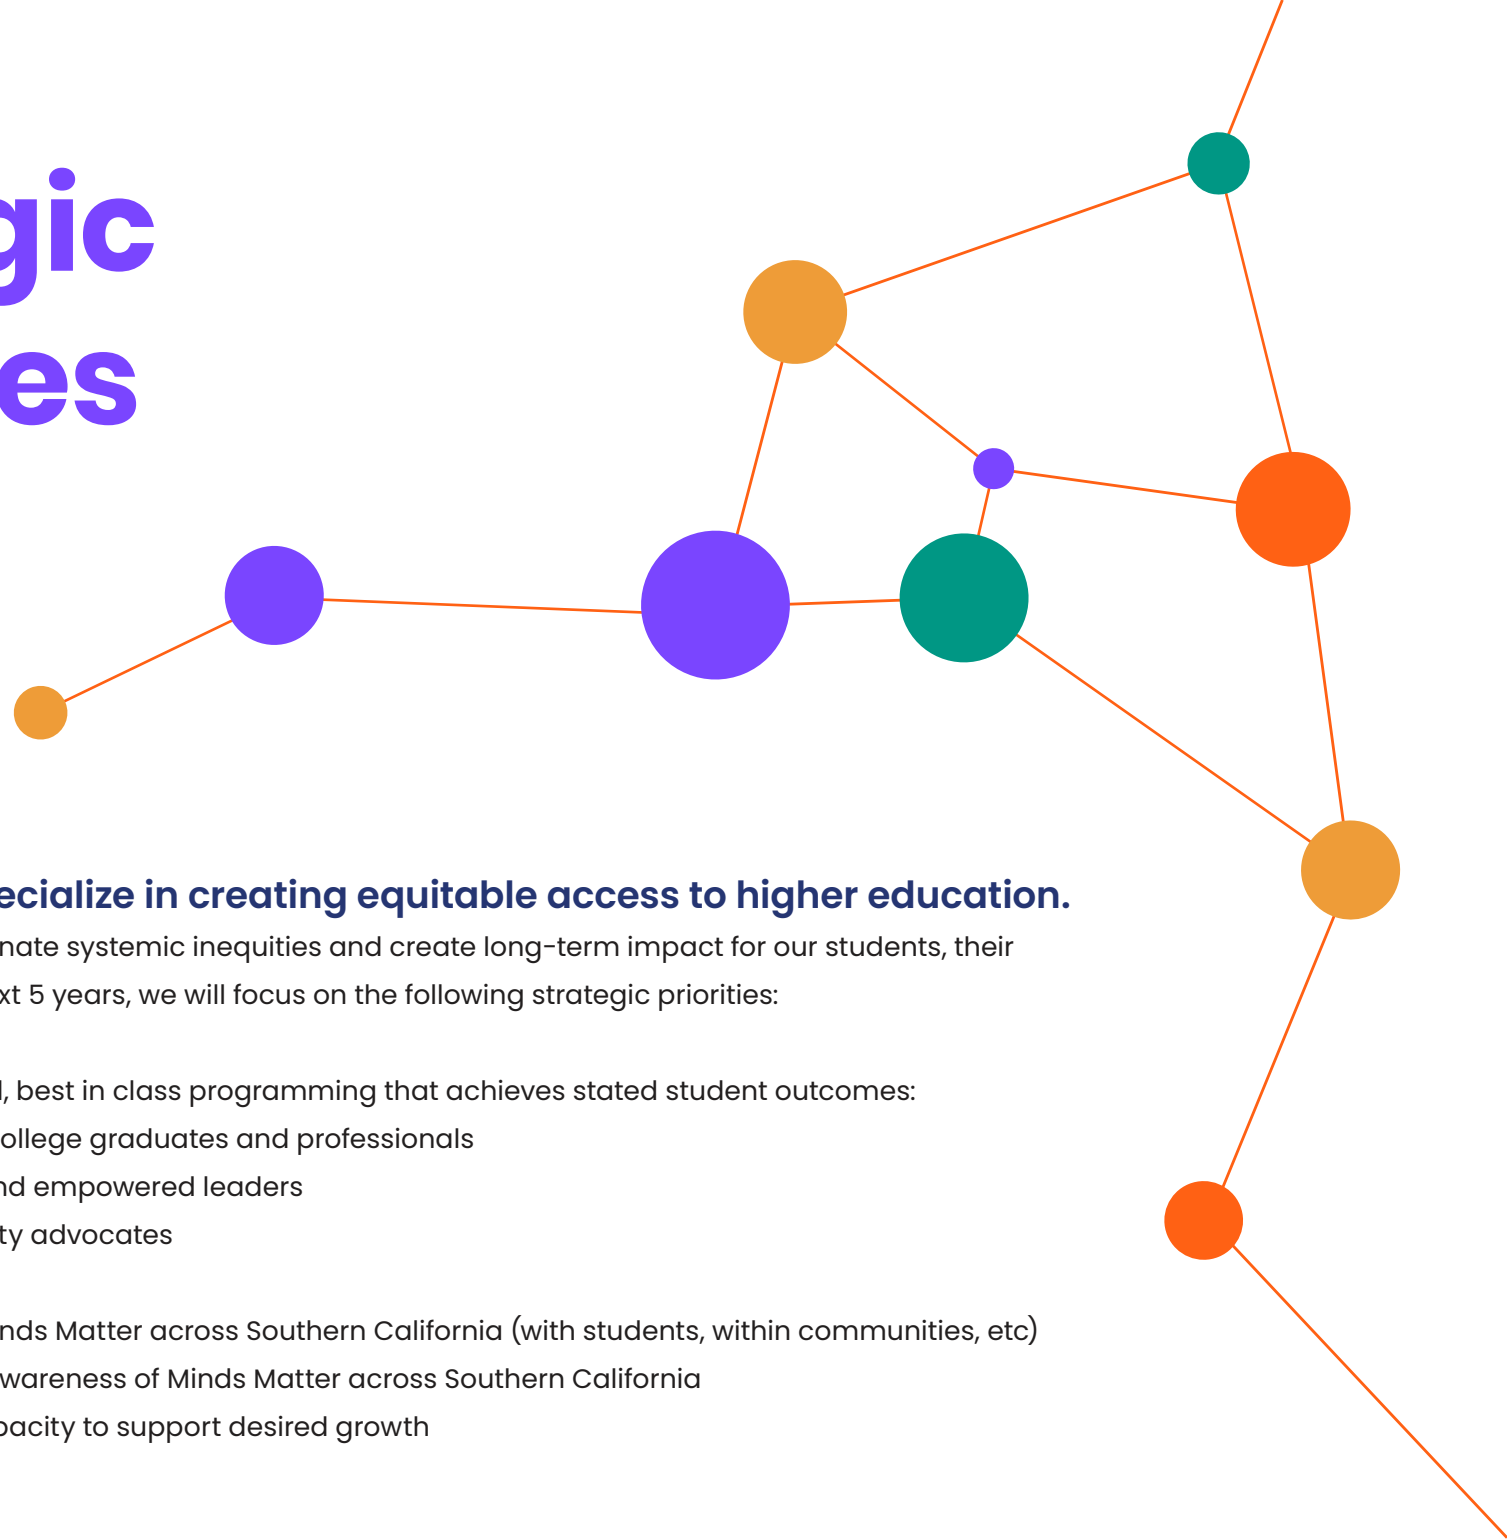 gic
es
ecialize in creating equitable access to higher education.
nate systemic inequities and create long-term impact for our students, their
xt 5 years, we will focus on the following strategic priorities:
l, best in class programming that achieves stated student outcomes:
ollege graduates and professionals
nd empowered leaders
ty advocates
nds Matter across Southern California (with students, within communities, etc)
wareness of Minds Matter across Southern California
pacity to support desired growth